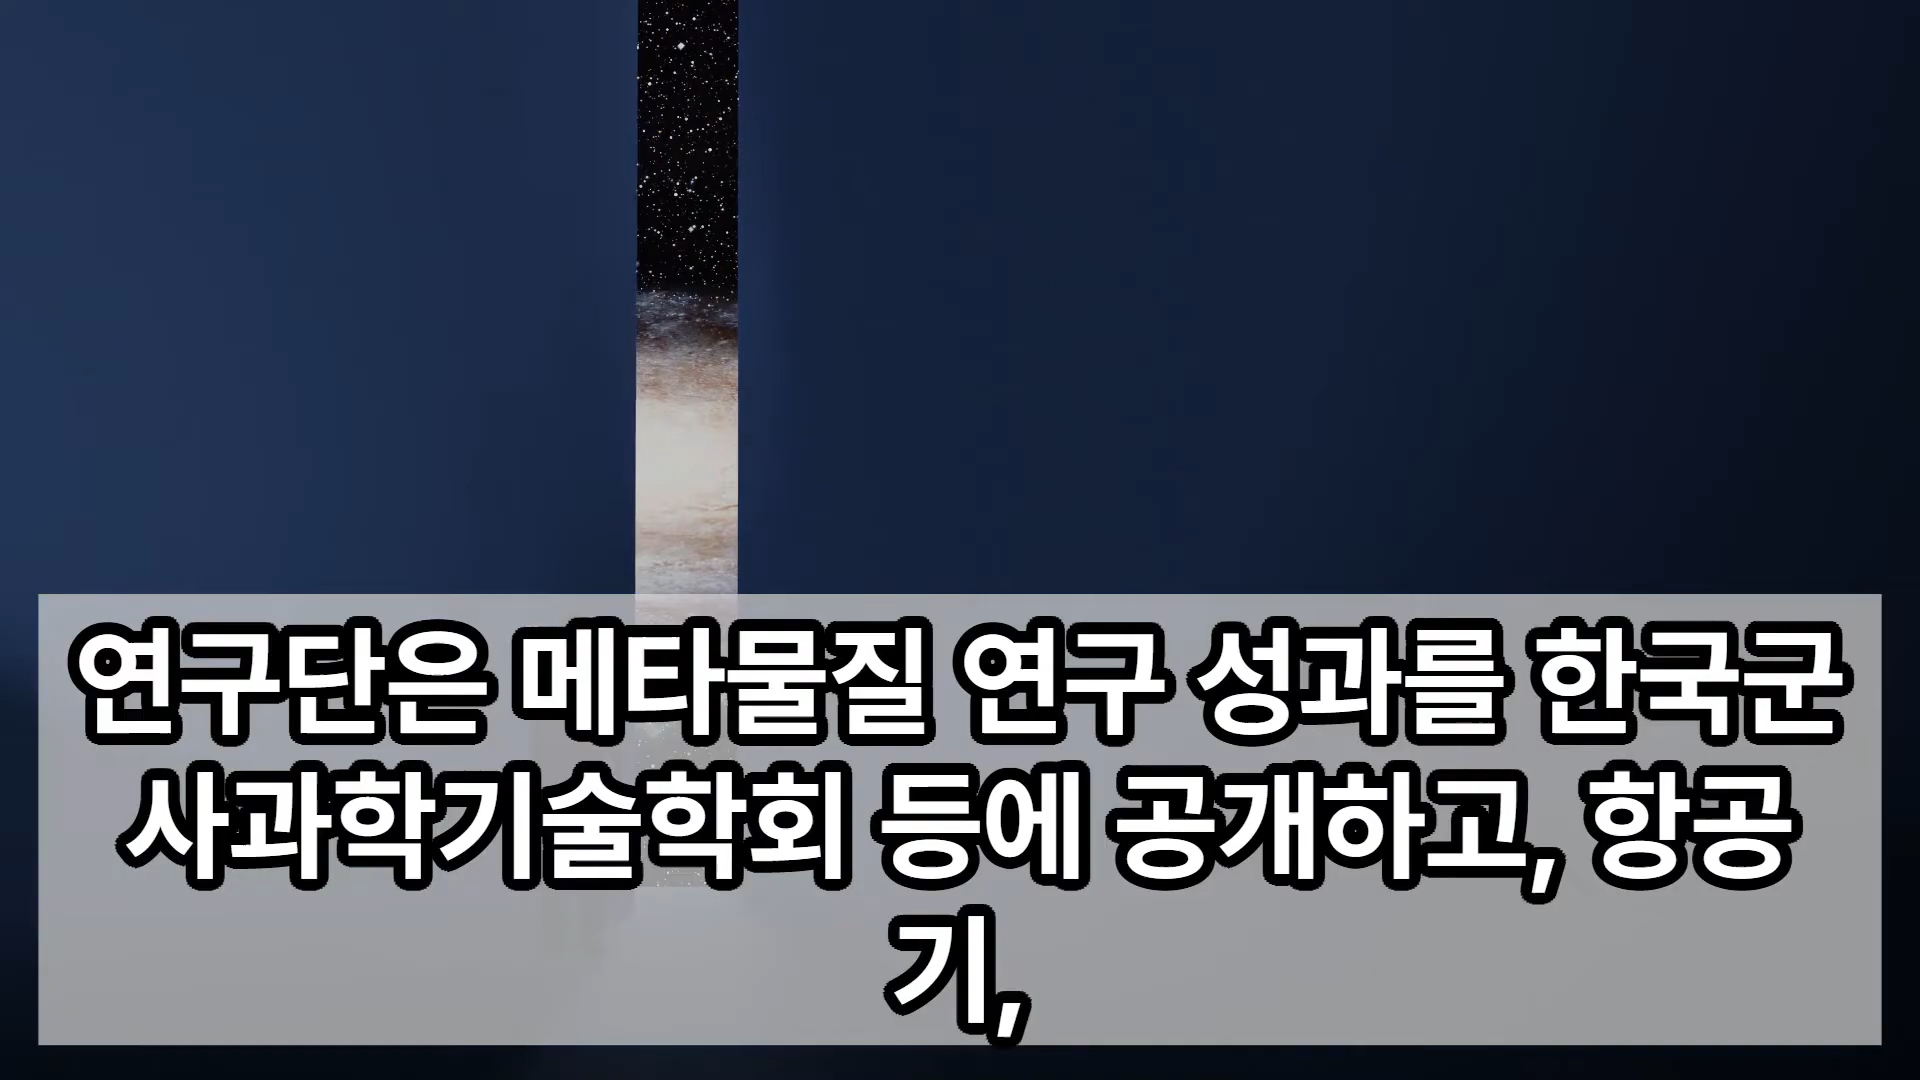 연구단은 메타물질 연구 성과를 한국군
사과학기술학회 등에 공개하고, 항공
기,